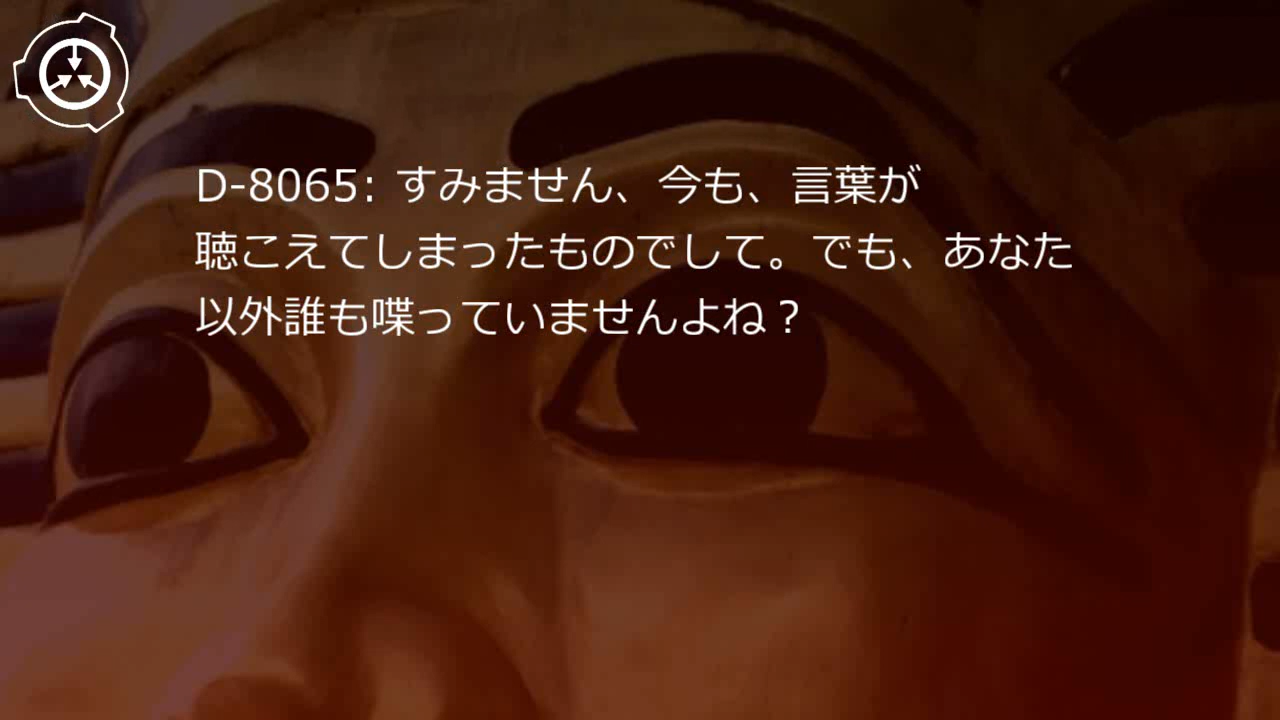 D-8065: すみません、今も、言葉が
聴こえてしまったものでして。でも、あなた
以外誰も喋っていませんよね？